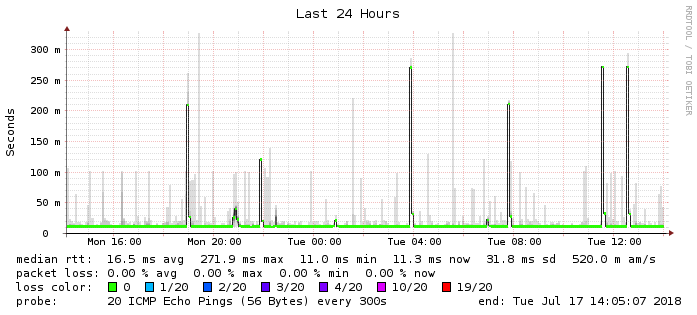 Last 24 Hours
RRDTOOL / TOBI OETIKER
Seconds
300 m
250 m
200 m
150 m
100 m
50 m
0
Mon 16:00 Mon 20:00 Tue 00:00 Tue 04:00 Tue 08:00 Tue 12:00
median rtt: 16.5 ms avg 271.9 ms max 11.0 ms min 11.3 ms now 31.8 ms sd 520.0 m am/s
packet loss: 0.00 % avg 0.00 % max 0.00 % min 0.00 % now
loss color: 0 1/20 2/20 3/20 4/20 10/20 19/20
probe: 20 ICMP Echo Pings (56 Bytes) every 300s end: Tue Jul 17 14:05:07 2018